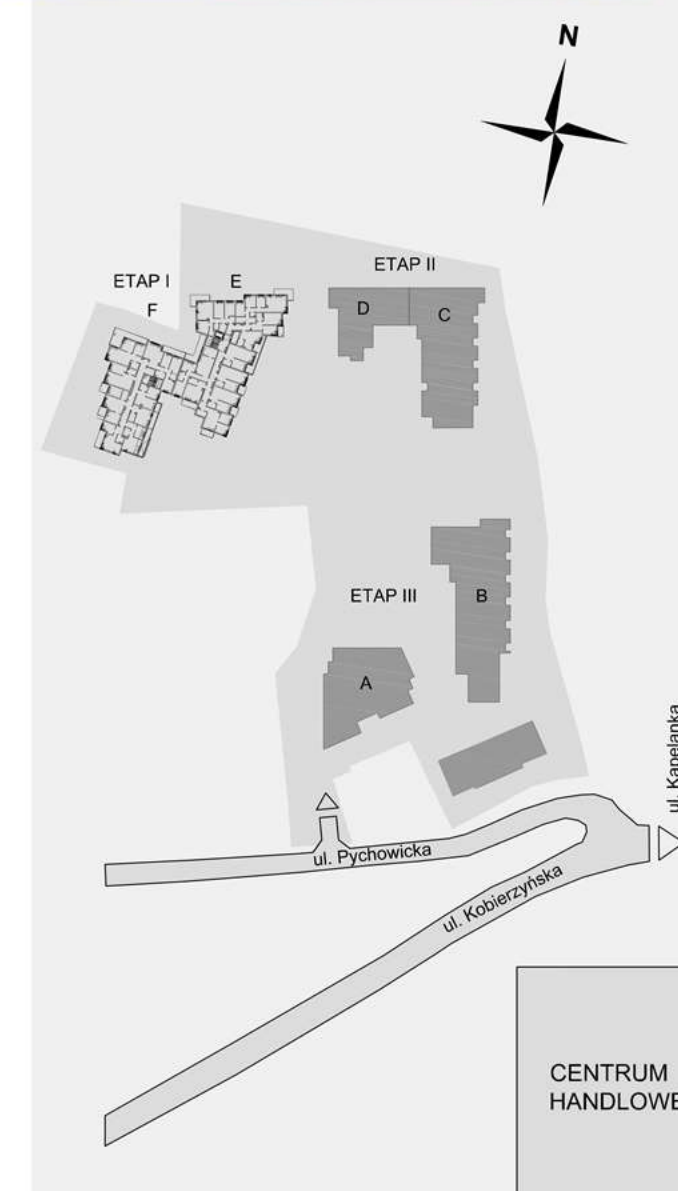 N
ETAP I
E
F
ETAP II
D
C
ETAP III
B
A
ul. Kapelanka
ul. Pychowicka
ul. Kobierzyńska
CENTRUM
HANDLOWE